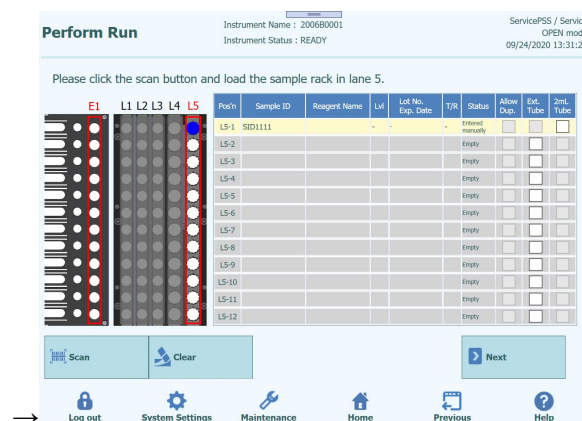 Perform Run
Instrument Name : 2006B0001
Instrument Status : READY
ServicePSS / Servic
OPEN mod
09/24/2020 13:31:2
Please click the scan button and load the sample rack in lane 5.
E1 L1 L2 L3 L4 L5
Pos'n Sample ID Reagent Name Lvl Lot No. Exp. Date T/R Status Allow Dup. Ext. Tube 2mL Tube
L5-1 SID1111 - - - Entered manually
L5-2 Empty
L5-3 Empty
L5-4 Empty
L5-5 Empty
L5-6 Empty
L5-7 Empty
L5-8 Empty
L5-9 Empty
L5-10 Empty
L5-11 Empty
L5-12 Empty
Scan Clear Next
→ Log out System Settings Maintenance Home Previous Help